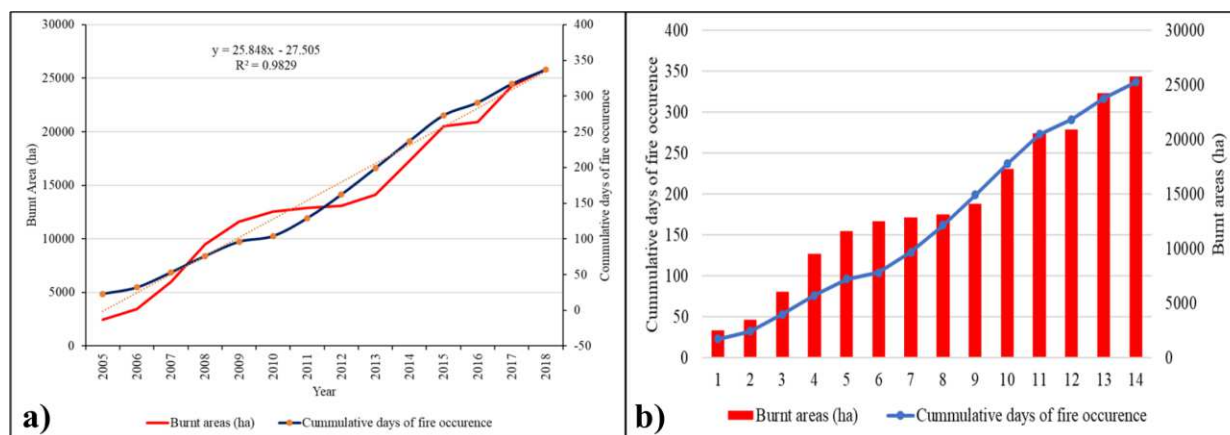 30000
25000
20000
15000
10000
5000
0
Burnt Area (ha)
y = 25.848x - 27.505
R² = 0.9829
400
350
300
250
200
150
100
50
0
-50
Cummulative days of fire occurence
2005 2006 2007 2008 2009 2010 2011 2012 2013 2014 2015 2016 2017 2018
Year
Burnt areas (ha) Cummulative days of fire occurence
a)
400
350
300
250
200
150
100
50
0
Cummulative days of fire occurence
30000
25000
20000
15000
10000
5000
0
Burnt areas (ha)
1 2 3 4 5 6 7 8 9 10 11 12 13 14
Burnt areas (ha) Cummulative days of fire occurence
b)